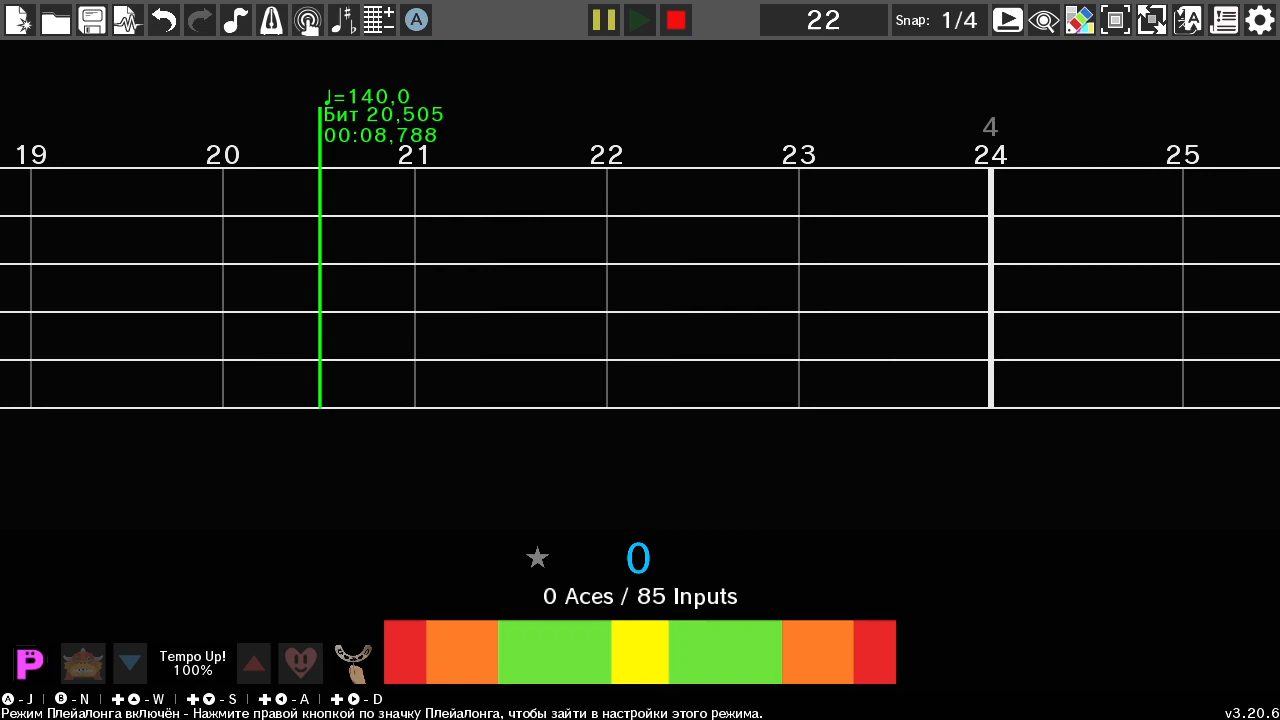 22
Snap: 1/4
♩=140,0
Бит 20,505
00:08,788
4
19 20 21 22 23 24 25
0
0 Aces / 85 Inputs
Tempo Up!
100%
A - J | B - N | ▲ - W | ▼ - S | ◀ - A | ▶ - D
Режим Плейалонга включён - Нажмите правой кнопкой по значку Плейалонга, чтобы зайти в настройки этого режима.
v3.20.6